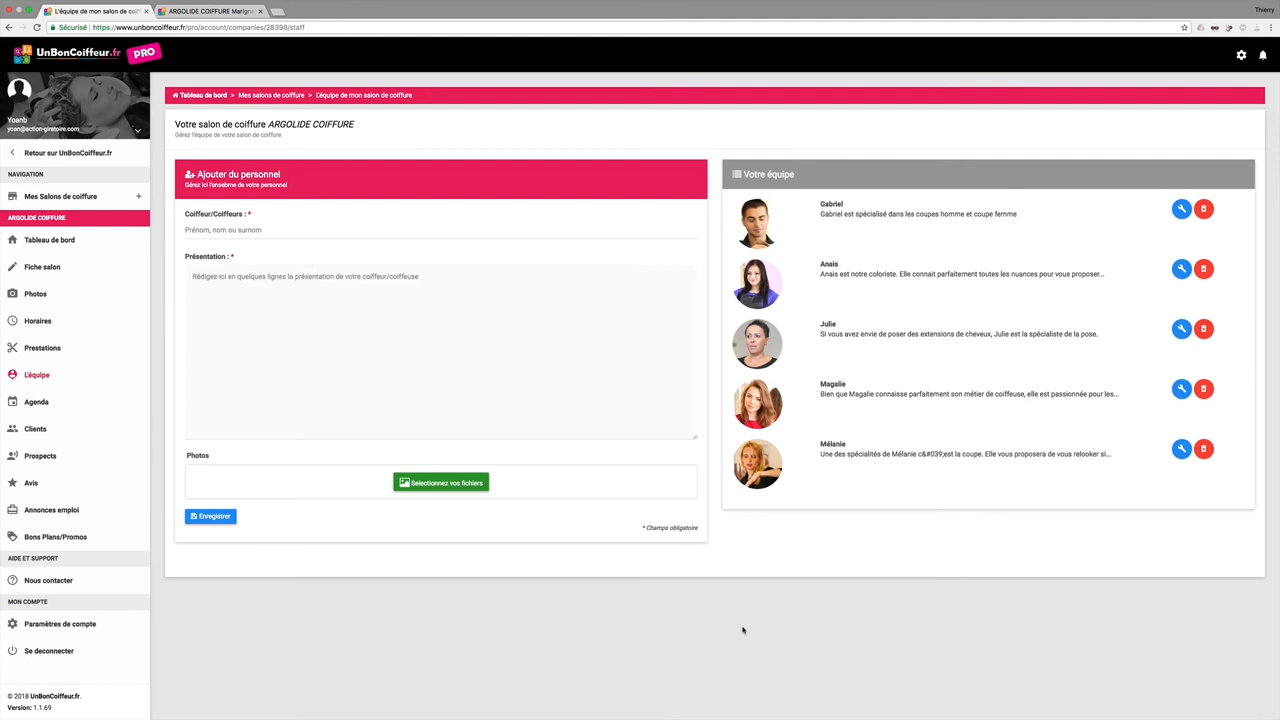 L'équipe de mon salon de coif
ARGOLIDE COIFFURE Marign
Thierry
Sécurisé
https://www.unboncoiffeur.fr/pro/account/companies/28398/staff
UnBonCoiffeur.fr PRO
Yoanb
yoan@action-giratoire.com
Retour sur UnBonCoiffeur.fr
NAVIGATION
Mes Salons de coiffure +
ARGOLIDE COIFFURE
Tableau de bord
Fiche salon
Photos
Horaires
Prestations
L'équipe
Agenda
Clients
Prospects
Avis
Annonces emploi
Bons Plans/Promos
AIDE ET SUPPORT
Nous contacter
MON COMPTE
Paramètres de compte
Se deconnecter
© 2018 UnBonCoiffeur.fr.
Version: 1.1.69
Tableau de bord > Mes salons de coiffure > L'équipe de mon salon de coiffure
Votre salon de coiffure ARGOLIDE COIFFURE
Gérez l'équipe de votre salon de coiffure
Ajouter du personnel
Gérez ici l'ensebme de votre personnel
Coiffeur/Coiffeurs : *
Prénom, nom ou surnom
Présentation : *
Rédigez-ici en quelques lignes la présentation de votre coiffeur/coiffeuse
Photos
Selectionnez vos fichiers
Enregistrer
* Champs obligatoire
Votre équipe
Gabriel
Gabriel est spécialisé dans les coupes homme et coupe femme
Anais
Anais est notre coloriste. Elle connait parfaitement toutes les nuances pour vous proposer...
Julie
Si vous avez envie de poser des extensions de cheveux, Julie est la spécialiste de la pose.
Magalie
Bien que Magalie connaisse parfaitement son métier de coiffeuse, elle est passionnée pour les...
Mélanie
Une des spécialités de Mélanie c&#039;est la coupe. Elle vous proposera de vous relooker si...